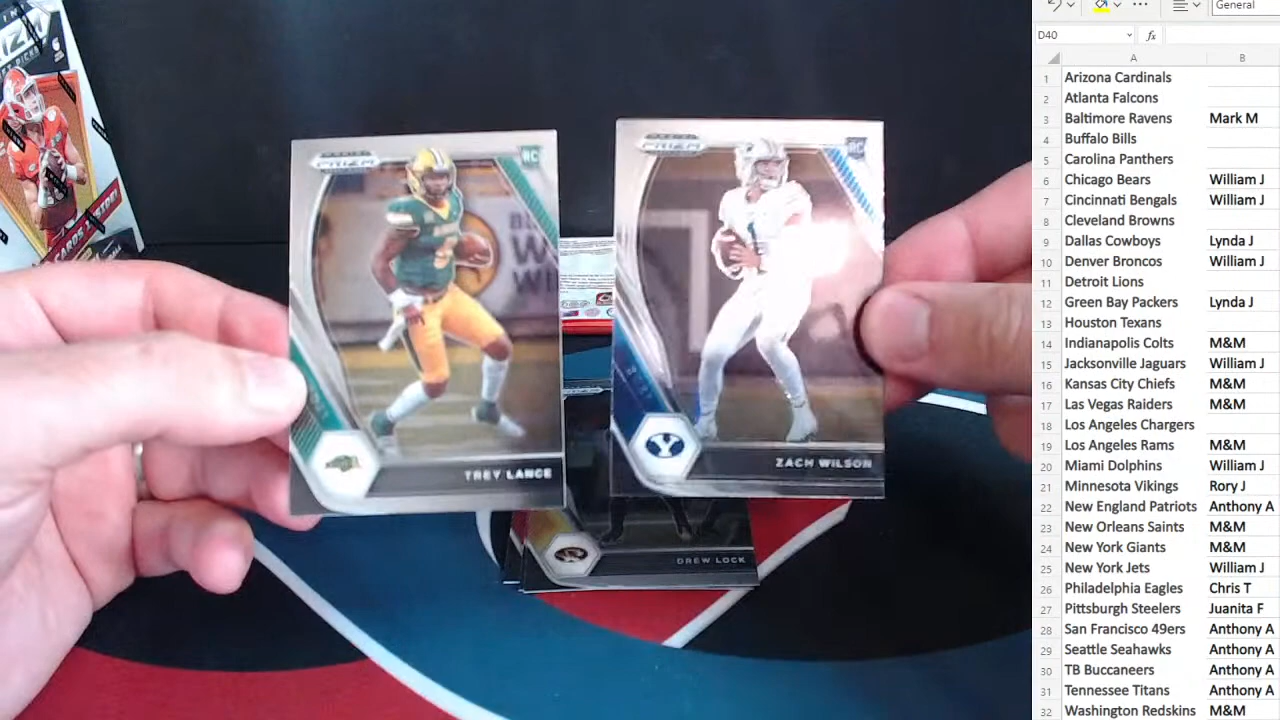 General
D40
fx
A
B
1 Arizona Cardinals
2 Atlanta Falcons
3 Baltimore Ravens Mark M
4 Buffalo Bills
5 Carolina Panthers
6 Chicago Bears William J
7 Cincinnati Bengals William J
8 Cleveland Browns
9 Dallas Cowboys Lynda J
10 Denver Broncos William J
11 Detroit Lions
12 Green Bay Packers Lynda J
13 Houston Texans
14 Indianapolis Colts M&M
15 Jacksonville Jaguars William J
16 Kansas City Chiefs M&M
17 Las Vegas Raiders M&M
18 Los Angeles Chargers
19 Los Angeles Rams M&M
20 Miami Dolphins William J
21 Minnesota Vikings Rory J
22 New England Patriots Anthony A
23 New Orleans Saints M&M
24 New York Giants M&M
25 New York Jets William J
26 Philadelphia Eagles Chris T
27 Pittsburgh Steelers Juanita F
28 San Francisco 49ers Anthony A
29 Seattle Seahawks Anthony A
30 TB Buccaneers Anthony A
31 Tennessee Titans Anthony A
32 Washington Redskins M&M
PRIZM
RC
TREY LANCE
PRIZM
RC
ZACH WILSON
DREW LOCK